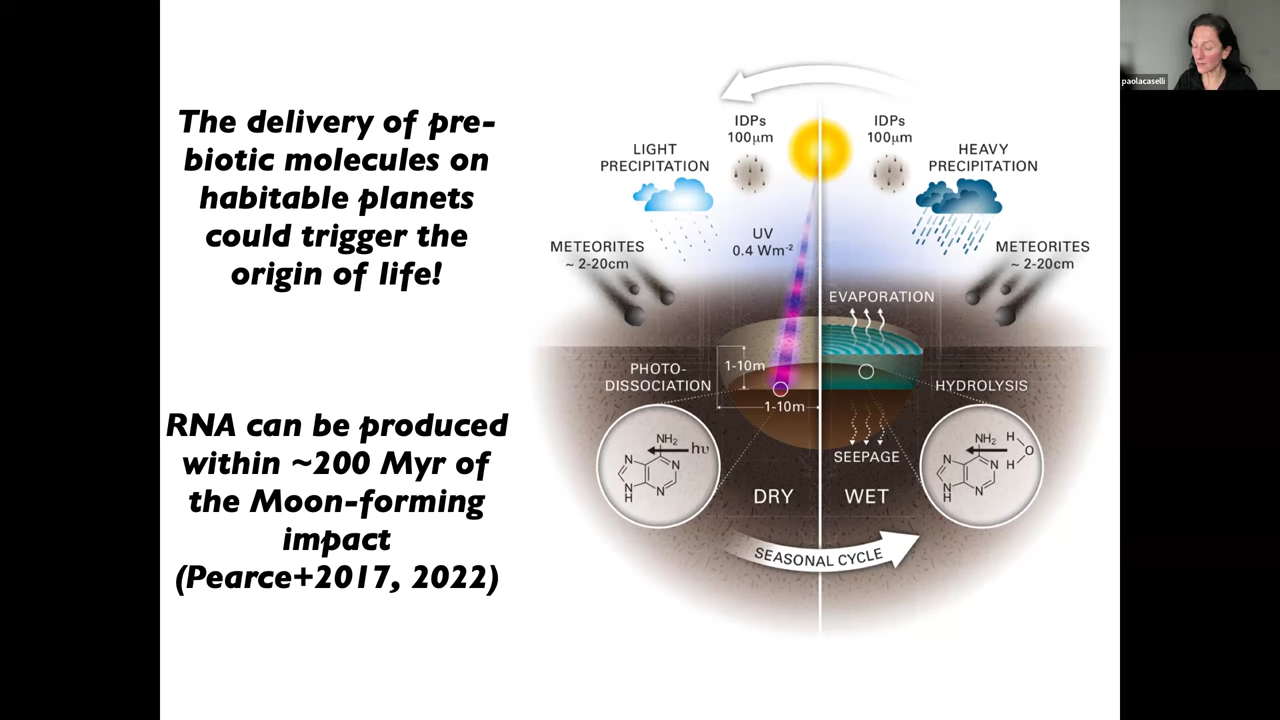 The delivery of pre-
biotic molecules on
habitable planets
could trigger the
origin of life!
RNA can be produced
within ~200 Myr of
the Moon-forming
impact
(Pearce+2017, 2022)
IDPs
100μm
IDPs
100μm
LIGHT
PRECIPITATION
HEAVY
PRECIPITATION
UV
0.4 Wm⁻²
METEORITES
~ 2-20cm
METEORITES
~ 2-20cm
EVAPORATION
PHOTO-
DISSOCIATION
1-10m
1-10m
HYDROLYSIS
SEEPAGE
NH₂
hυ
N
N
N
H
N
NH₂
H
O
H
N
N
N
H
N
DRY
WET
SEASONAL CYCLE
paolacaselli